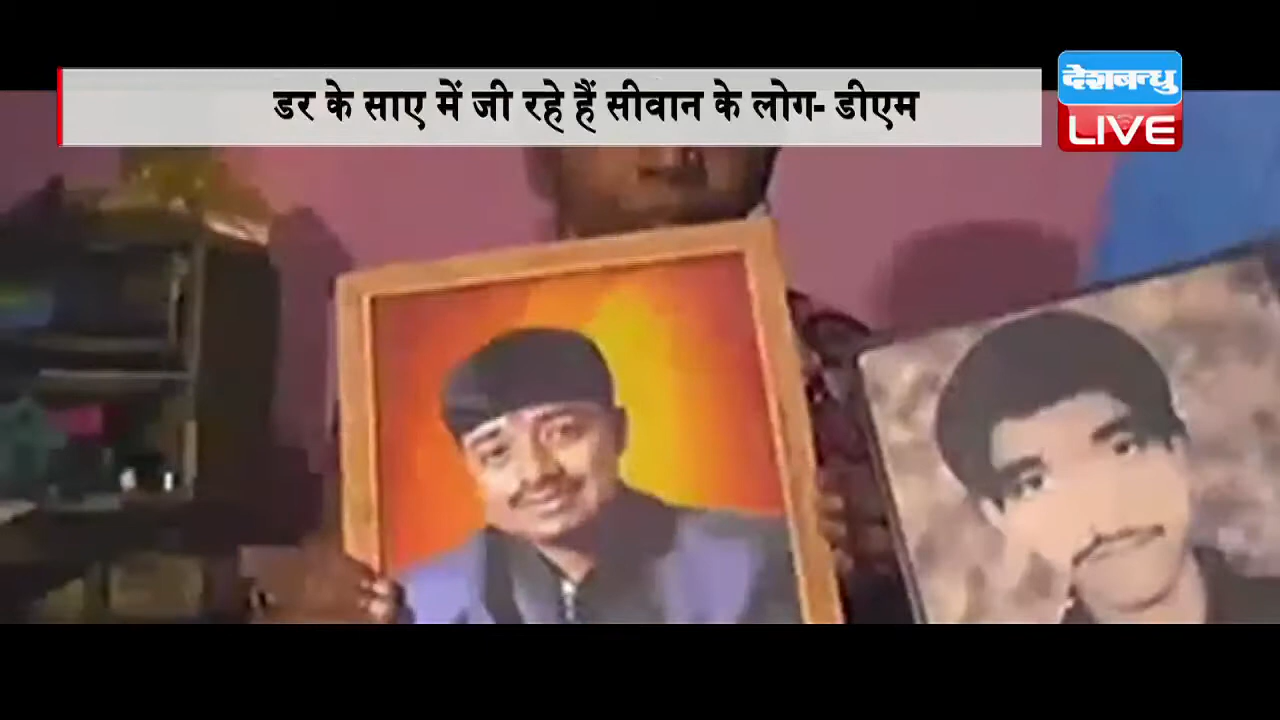 डर के साए में जी रहे हैं सीवान के लोग- डीएम
देशबन्धु
LIVE